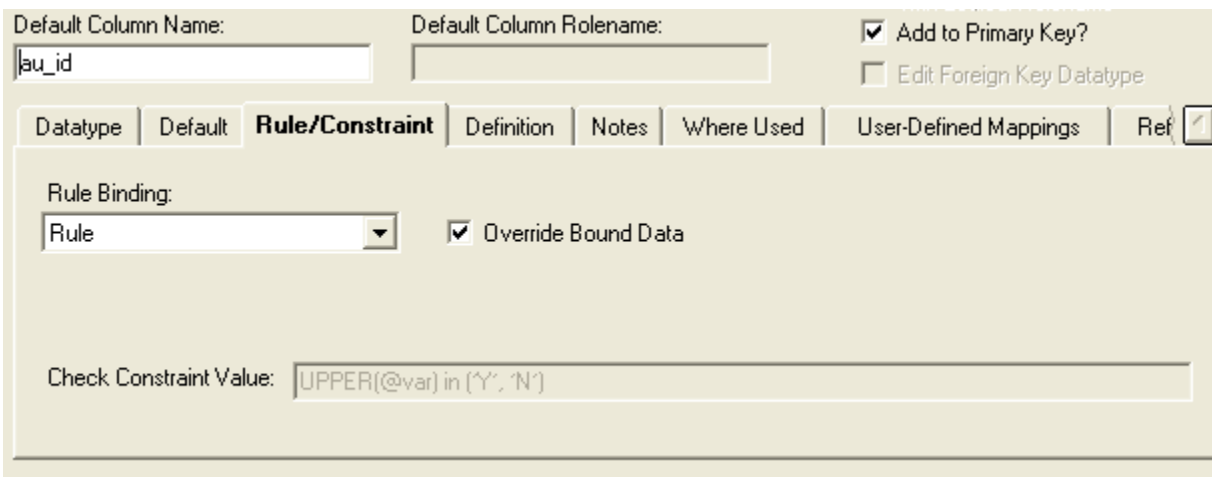 Default Column Name:
Default Column Rolename:
Add to Primary Key?
au_id
Edit Foreign Key Datatype
Datatype
Default
Rule/Constraint
Definition
Notes
Where Used
User-Defined Mappings
Ref
Rule Binding:
Rule
Override Bound Data
Check Constraint Value:
UPPER(@var) in ('Y', 'N')